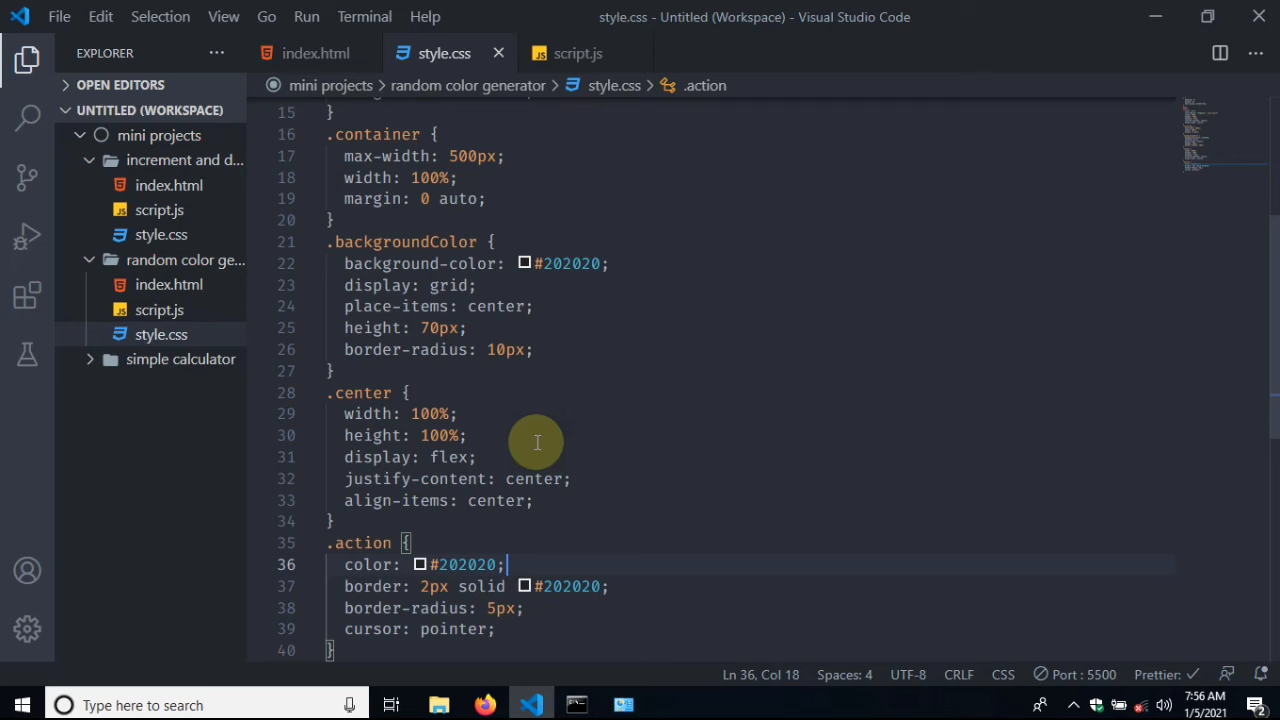 File Edit Selection View Go Run Terminal Help style.css - Untitled (Workspace) - Visual Studio Code
EXPLORER ··· index.html style.css JS script.js ···
OPEN EDITORS
UNTITLED (WORKSPACE)
mini projects
increment and d...
index.html
JS script.js
style.css
random color ge...
index.html
JS script.js
style.css
simple calculator
mini projects > random color generator > style.css > .action
15 }
16 .container {
17 max-width: 500px;
18 width: 100%;
19 margin: 0 auto;
20 }
21 .backgroundColor {
22 background-color: #202020;
23 display: grid;
24 place-items: center;
25 height: 70px;
26 border-radius: 10px;
27 }
28 .center {
29 width: 100%;
30 height: 100%;
31 display: flex;
32 justify-content: center;
33 align-items: center;
34 }
35 .action {
36 color: #202020;
37 border: 2px solid #202020;
38 border-radius: 5px;
39 cursor: pointer;
40 }
Ln 36, Col 18 Spaces: 4 UTF-8 CRLF CSS Port : 5500 Prettier: ✓
Type here to search
7:56 AM
1/5/2021
2